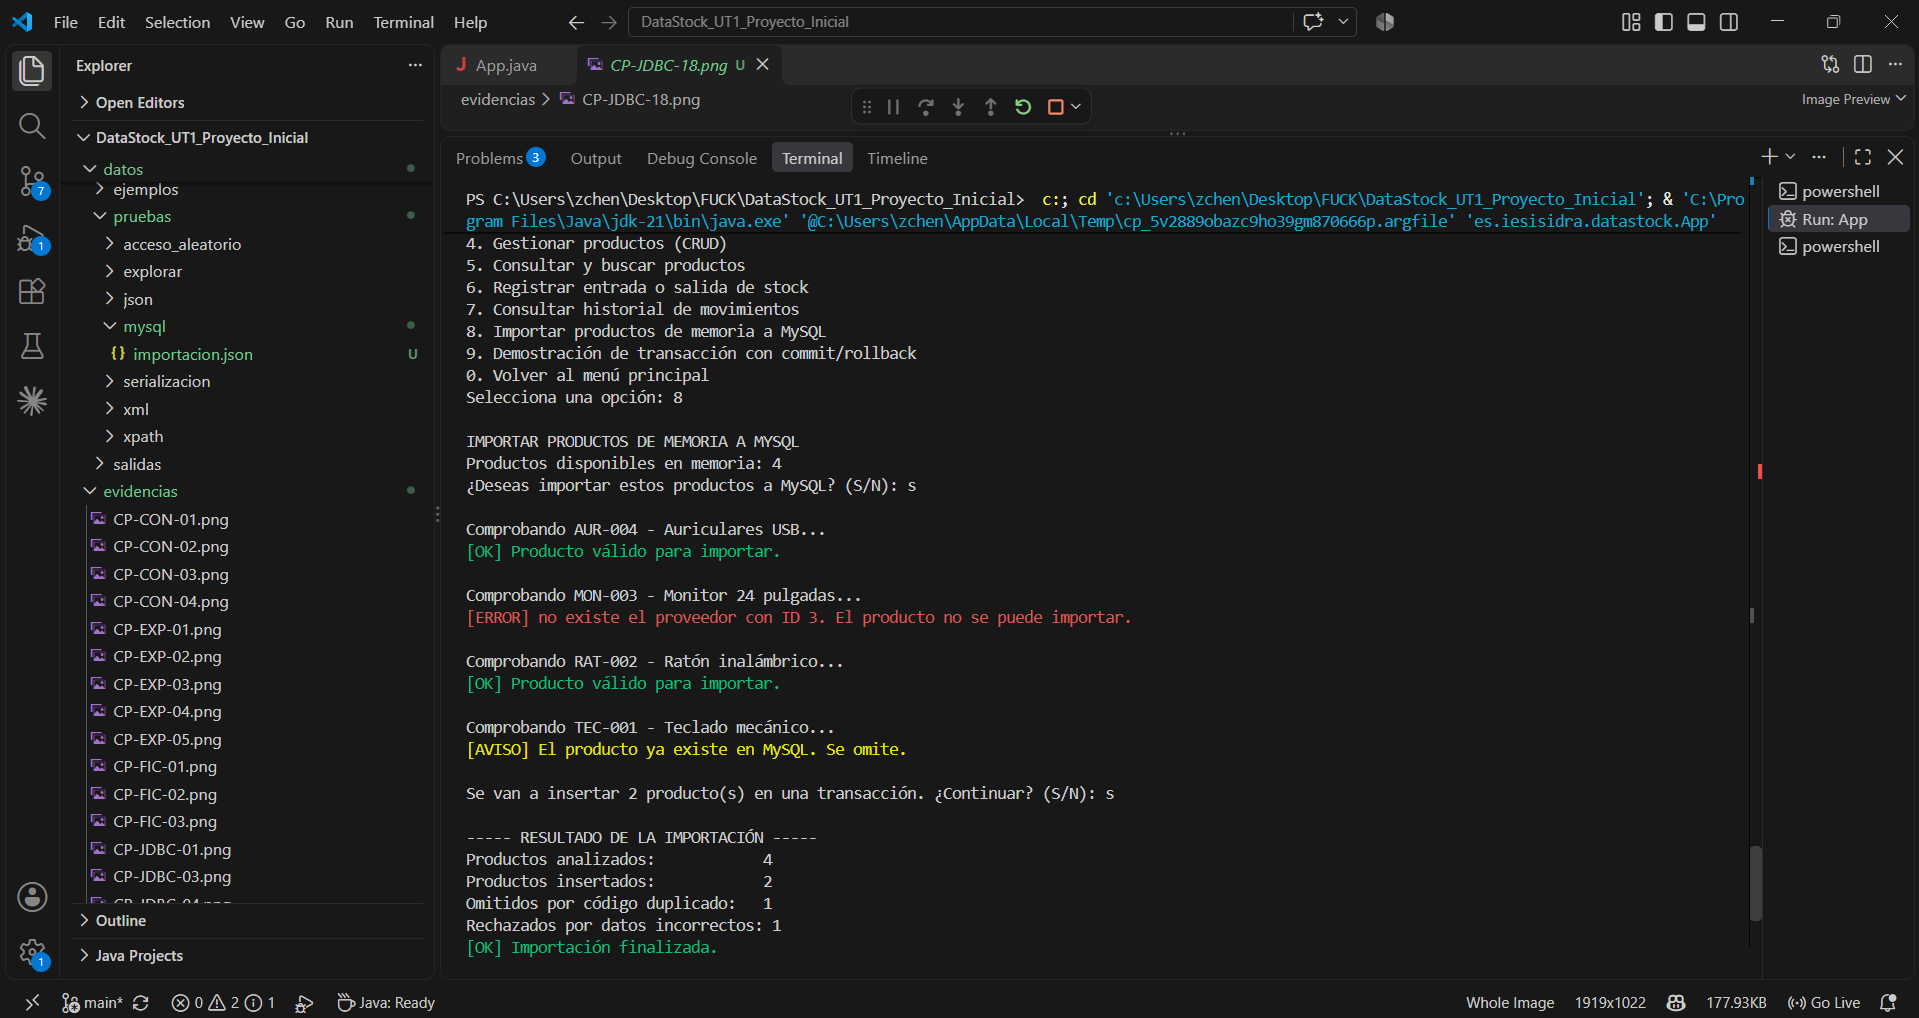 File Edit Selection View Go Run Terminal Help
DataStock_UT1_Proyecto_Inicial
Explorer
Open Editors
DataStock_UT1_Proyecto_Inicial
datos
ejemplos
pruebas
acceso_aleatorio
explorar
json
mysql
{} importacion.json U
serializacion
xml
xpath
salidas
evidencias
CP-CON-01.png
CP-CON-02.png
CP-CON-03.png
CP-CON-04.png
CP-EXP-01.png
CP-EXP-02.png
CP-EXP-03.png
CP-EXP-04.png
CP-EXP-05.png
CP-FIC-01.png
CP-FIC-02.png
CP-FIC-03.png
CP-JDBC-01.png
CP-JDBC-03.png
Outline
Java Projects
7
1
1
J App.java
CP-JDBC-18.png U
evidencias > CP-JDBC-18.png
Image Preview
Problems 3 Output Debug Console Terminal Timeline
PS C:\Users\zchen\Desktop\FUCK\DataStock_UT1_Proyecto_Inicial> c:; cd 'c:\Users\zchen\Desktop\FUCK\DataStock_UT1_Proyecto_Inicial'; & 'C:\Pro
gram Files\Java\jdk-21\bin\java.exe' '@C:\Users\zchen\AppData\Local\Temp\cp_5v2889obazc9ho39gm870666p.argfile' 'es.iesisidra.datastock.App'
4. Gestionar productos (CRUD)
5. Consultar y buscar productos
6. Registrar entrada o salida de stock
7. Consultar historial de movimientos
8. Importar productos de memoria a MySQL
9. Demostración de transacción con commit/rollback
0. Volver al menú principal
Selecciona una opción: 8
IMPORTAR PRODUCTOS DE MEMORIA A MYSQL
Productos disponibles en memoria: 4
¿Deseas importar estos productos a MySQL? (S/N): s
Comprobando AUR-004 - Auriculares USB...
[OK] Producto válido para importar.
Comprobando MON-003 - Monitor 24 pulgadas...
[ERROR] no existe el proveedor con ID 3. El producto no se puede importar.
Comprobando RAT-002 - Ratón inalámbrico...
[OK] Producto válido para importar.
Comprobando TEC-001 - Teclado mecánico...
[AVISO] El producto ya existe en MySQL. Se omite.
Se van a insertar 2 producto(s) en una transacción. ¿Continuar? (S/N): s
----- RESULTADO DE LA IMPORTACIÓN -----
Productos analizados: 4
Productos insertados: 2
Omitidos por código duplicado: 1
Rechazados por datos incorrectos: 1
[OK] Importación finalizada.
powershell
Run: App
powershell
main* 0 2 1 Java: Ready
Whole Image 1919x1022 177.93KB Go Live